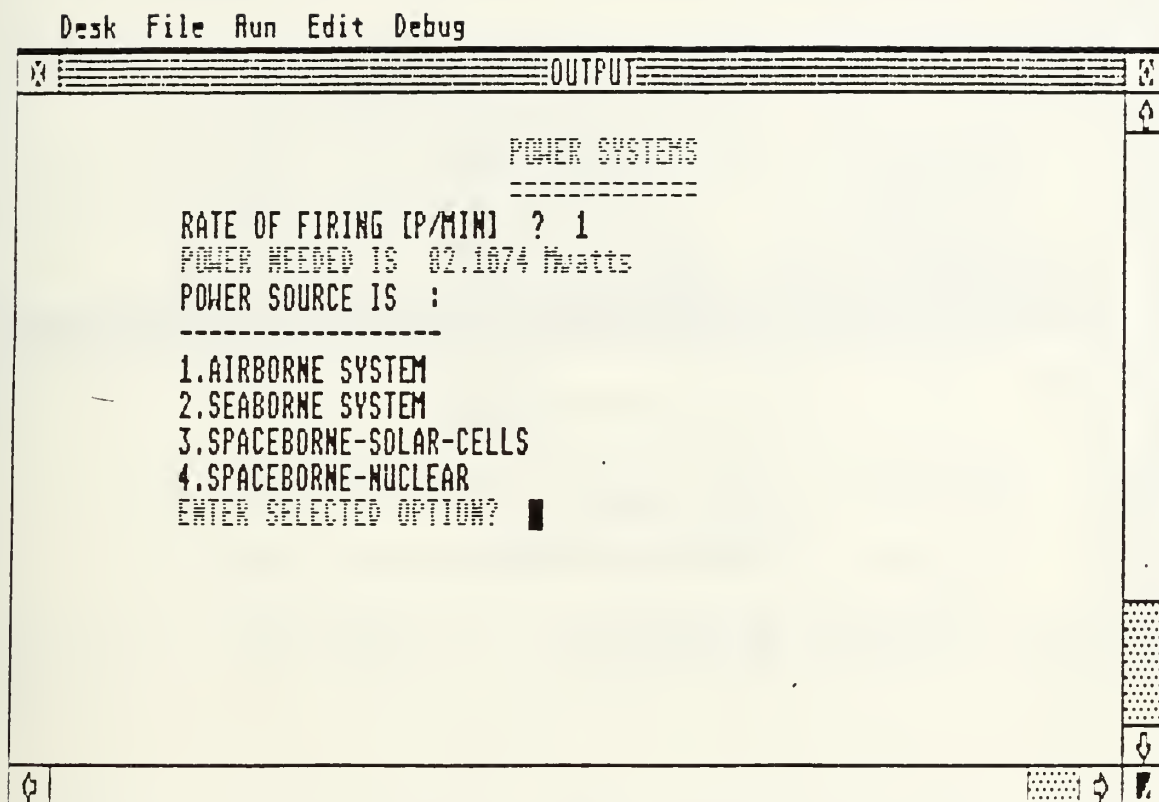 Desk File Run Edit Debug
OUTPUT
POWER SYSTEMS
=============
RATE OF FIRING [P/MIN] ? 1
POWER NEEDED IS 82.1674 Mwatts
POWER SOURCE IS :
------------------
1.AIRBORNE SYSTEM
2.SEABORNE SYSTEM
3.SPACEBORNE-SOLAR-CELLS
4.SPACEBORNE-NUCLEAR
ENTER SELECTED OPTION?